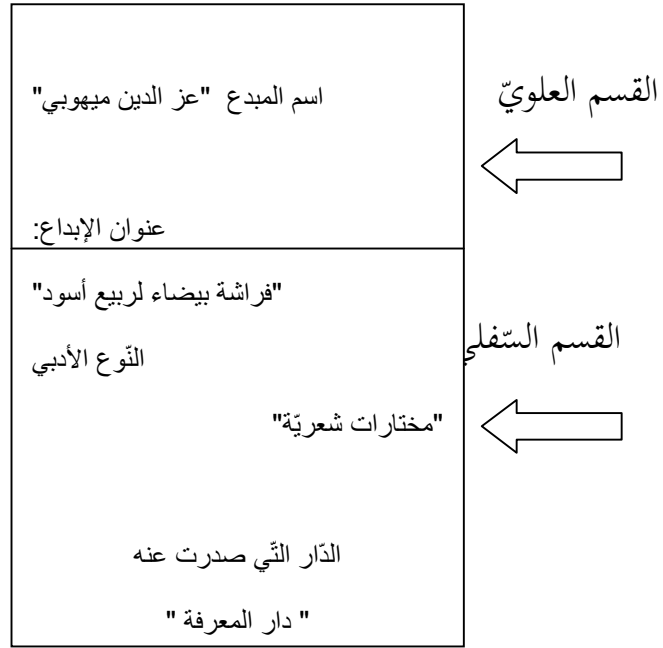 اسم المبدع "عز الدين ميهوبي"
القسم العلويّ
عنوان الإبداع:
"فراشة بيضاء لربيع أسود"
القسم السّفلي
النّوع الأدبي
"مختارات شعريّة"
الدّار التّي صدرت عنه
" دار المعرفة "